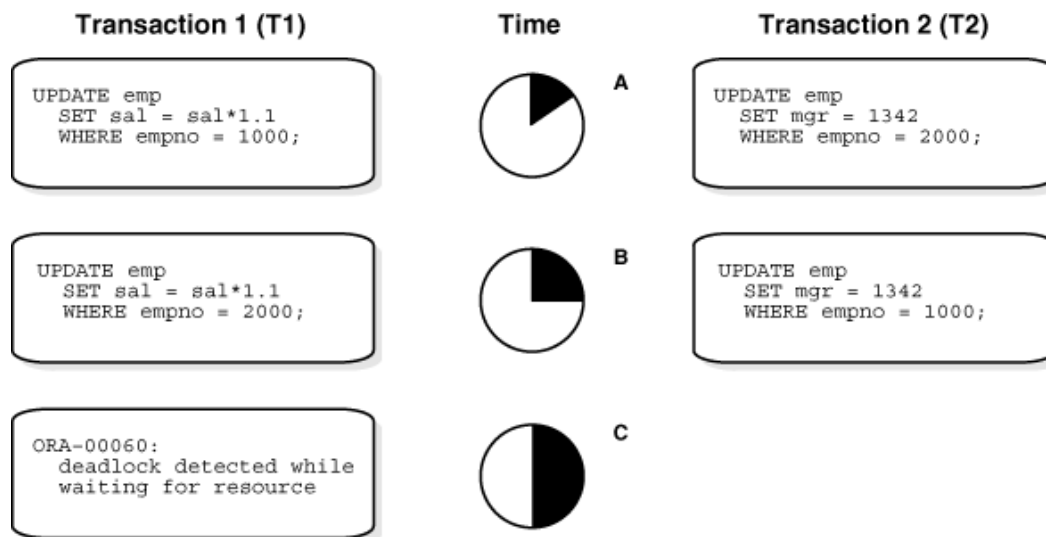 Transaction 1 (T1)
Time
Transaction 2 (T2)
UPDATE emp
SET sal = sal*1.1
WHERE empno = 1000;
A
UPDATE emp
SET mgr = 1342
WHERE empno = 2000;
UPDATE emp
SET sal = sal*1.1
WHERE empno = 2000;
B
UPDATE emp
SET mgr = 1342
WHERE empno = 1000;
ORA-00060:
deadlock detected while
waiting for resource
C